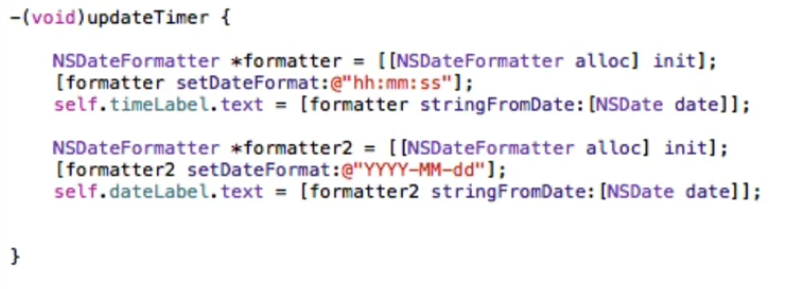 -(void)updateTimer {
NSDateFormatter *formatter = [[NSDateFormatter alloc] init];
[formatter setDateFormat:@"hh:mm:ss"];
self.timeLabel.text = [formatter stringFromDate:[NSDate date]];
NSDateFormatter *formatter2 = [[NSDateFormatter alloc] init];
[formatter2 setDateFormat:@"YYYY-MM-dd"];
self.dateLabel.text = [formatter2 stringFromDate:[NSDate date]];
}